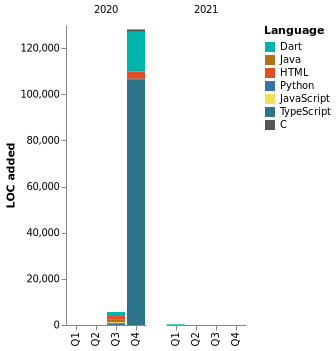 2020
2021
Language
Dart
Java
HTML
Python
JavaScript
TypeScript
C
LOC added
120,000
100,000
80,000
60,000
40,000
20,000
0
Q1
Q2
Q3
Q4
Q1
Q2
Q3
Q4